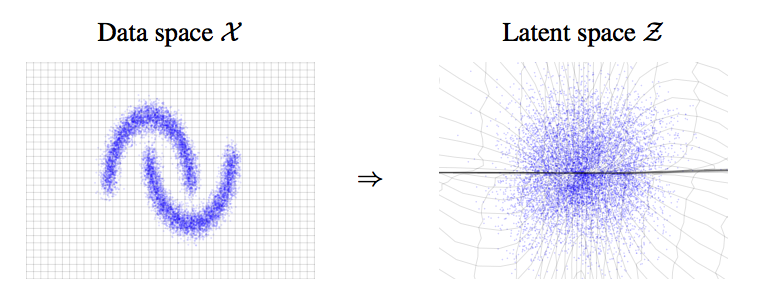 Data space 𝒳
Latent space 𝒵
⇒